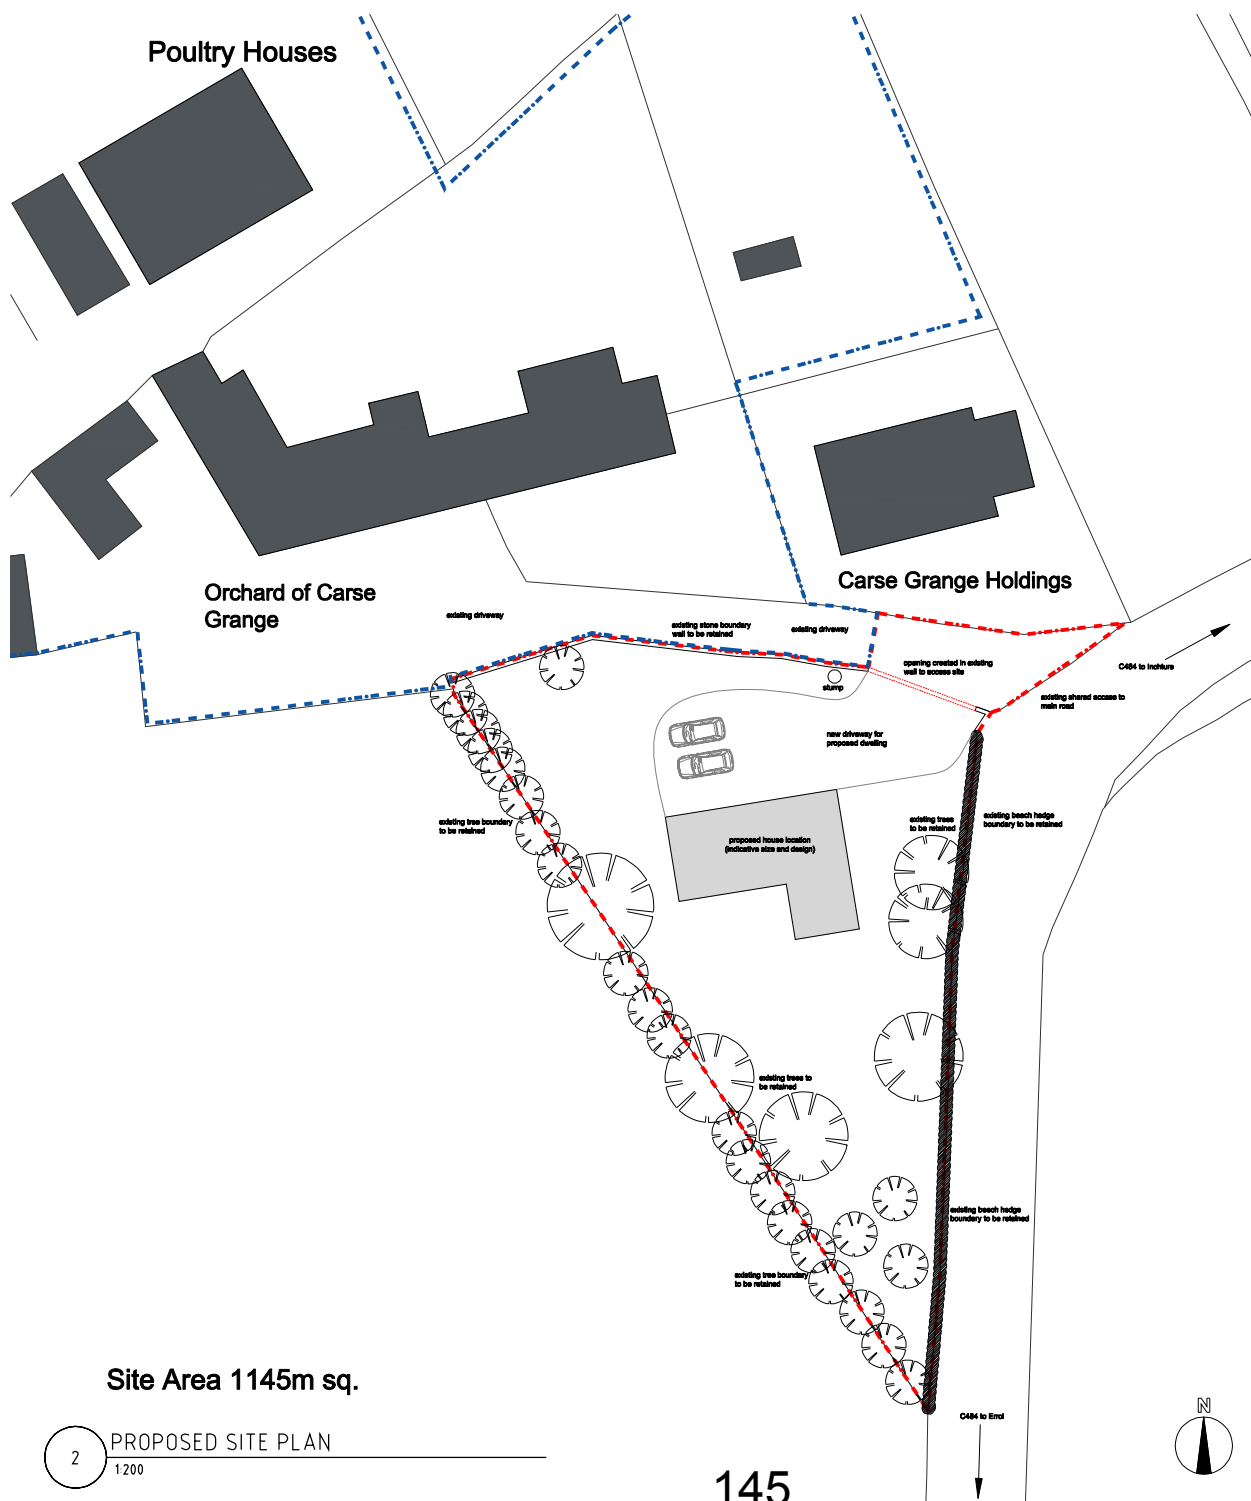 Poultry Houses
Orchard of Carse
Grange
Carse Grange Holdings
existing driveway
existing stone boundary
wall to be retained
existing driveway
opening created in existing
wall to access site
C484 to Inchture
existing shared access to
main road
stump
new driveway for
proposed dwelling
existing tree boundary
to be retained
existing trees
to be retained
existing beech hedge
boundary to be retained
proposed house location
(indicative size and design)
existing trees to
be retained
existing beech hedge
boundary to be retained
existing tree boundary
to be retained
Site Area 1145m sq.
C484 to Errol
N
2
PROPOSED SITE PLAN
1:200
145